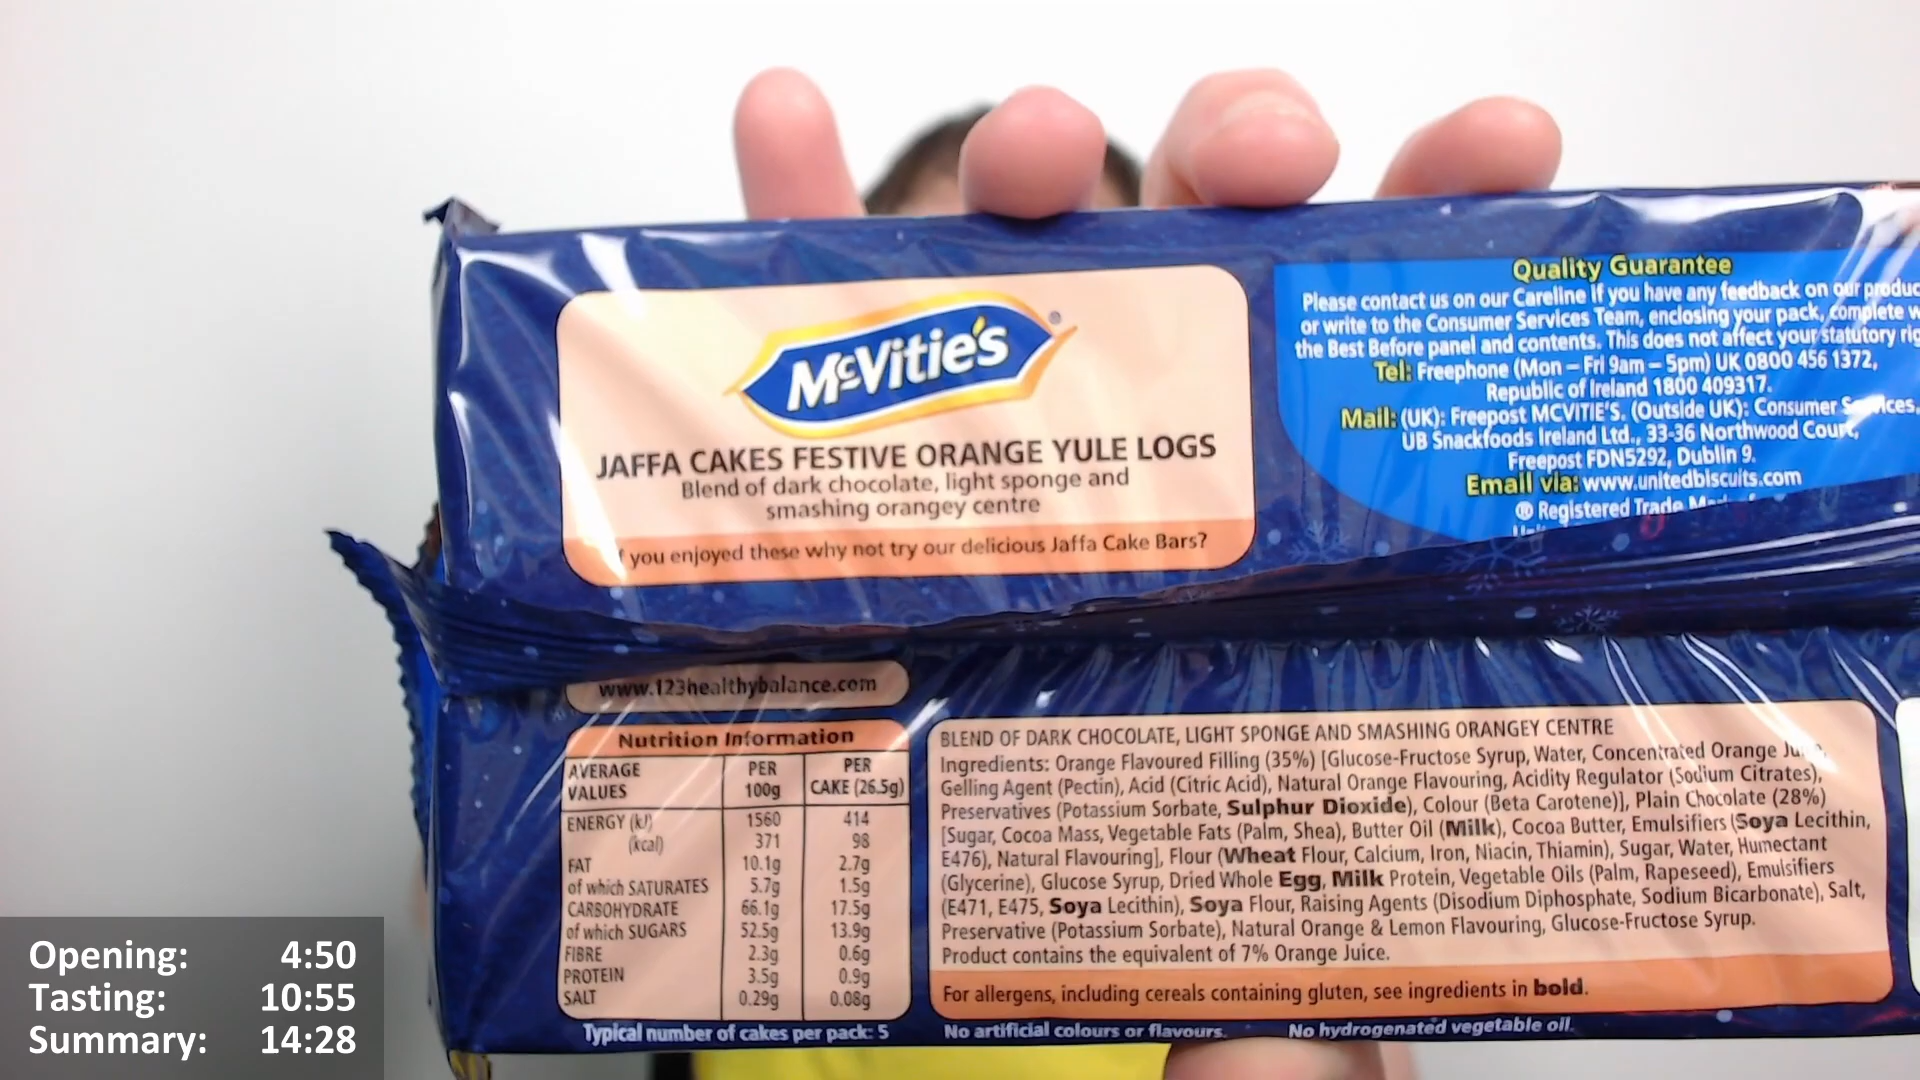 McVitie's
JAFFA CAKES FESTIVE ORANGE YULE LOGS
Blend of dark chocolate, light sponge and
smashing orangey centre
you enjoyed these why not try our delicious Jaffa Cake Bars?
Quality Guarantee
Please contact us on our Careline if you have any feedback on our
or write to the Consumer Services Team, enclosing your pack, complete
the Best Before panel and contents. This does not affect your statutory
Tel: Freephone (Mon – Fri 9am – 5pm) UK 0800 456 1372,
Republic of Ireland 1800 409317.
Mail: (UK): Freepost MCVITIE'S. (Outside UK): Consumer Services,
UB Snackfoods Ireland Ltd., 33-36 Northwood Court,
Freepost FDN5292, Dublin 9.
Email via: www.unitedbiscuits.com
® Registered Trade
www.123healthybalance.com
Nutrition Information
AVERAGE VALUES PER 100g PER CAKE (26.5g)
ENERGY (kJ) 1560 414
(kcal) 371 98
FAT 10.1g 2.7g
of which SATURATES 5.7g 1.5g
CARBOHYDRATE 66.1g 17.5g
of which SUGARS 52.5g 13.9g
FIBRE 2.3g 0.6g
PROTEIN 3.5g 0.9g
SALT 0.29g 0.08g
Typical number of cakes per pack: 5
BLEND OF DARK CHOCOLATE, LIGHT SPONGE AND SMASHING ORANGEY CENTRE
Ingredients: Orange Flavoured Filling (35%) [Glucose-Fructose Syrup, Water, Concentrated Orange Juice,
Gelling Agent (Pectin), Acid (Citric Acid), Natural Orange Flavouring, Acidity Regulator (Sodium Citrates),
Preservatives (Potassium Sorbate, Sulphur Dioxide), Colour (Beta Carotene)], Plain Chocolate (28%)
[Sugar, Cocoa Mass, Vegetable Fats (Palm, Shea), Butter Oil (Milk), Cocoa Butter, Emulsifiers (Soya Lecithin,
E476), Natural Flavouring], Flour (Wheat Flour, Calcium, Iron, Niacin, Thiamin), Sugar, Water, Humectant
(Glycerine), Glucose Syrup, Dried Whole Egg, Milk Protein, Vegetable Oils (Palm, Rapeseed), Emulsifiers
(E471, E475, Soya Lecithin), Soya Flour, Raising Agents (Disodium Diphosphate, Sodium Bicarbonate), Salt,
Preservative (Potassium Sorbate), Natural Orange & Lemon Flavouring, Glucose-Fructose Syrup.
Product contains the equivalent of 7% Orange Juice.
For allergens, including cereals containing gluten, see ingredients in bold.
No artificial colours or flavours. No hydrogenated vegetable oil.
Opening: 4:50
Tasting: 10:55
Summary: 14:28